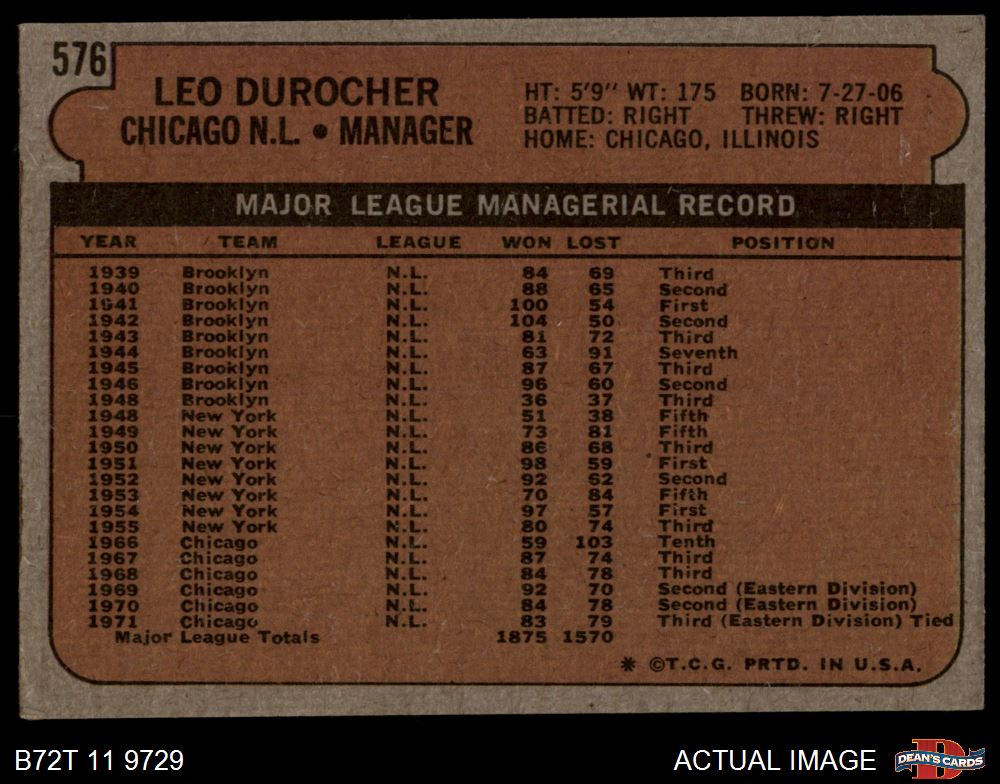 576
LEO DUROCHER
CHICAGO N.L. • MANAGER
HT: 5'9" WT: 175 BORN: 7-27-06
BATTED: RIGHT THREW: RIGHT
HOME: CHICAGO, ILLINOIS
MAJOR LEAGUE MANAGERIAL RECORD
YEAR TEAM LEAGUE WON LOST POSITION
1939 Brooklyn N.L. 84 69 Third
1940 Brooklyn N.L. 88 65 Second
1941 Brooklyn N.L. 100 54 First
1942 Brooklyn N.L. 104 50 Second
1943 Brooklyn N.L. 81 72 Third
1944 Brooklyn N.L. 63 91 Seventh
1945 Brooklyn N.L. 87 67 Third
1946 Brooklyn N.L. 96 60 Second
1948 Brooklyn N.L. 36 37 Third
1948 New York N.L. 51 38 Fifth
1949 New York N.L. 73 81 Fifth
1950 New York N.L. 86 68 Third
1951 New York N.L. 98 59 First
1952 New York N.L. 92 62 Second
1953 New York N.L. 70 84 Fifth
1954 New York N.L. 97 57 First
1955 New York N.L. 80 74 Third
1966 Chicago N.L. 59 103 Tenth
1967 Chicago N.L. 87 74 Third
1968 Chicago N.L. 84 78 Third
1969 Chicago N.L. 92 70 Second (Eastern Division)
1970 Chicago N.L. 84 78 Second (Eastern Division)
1971 Chicago N.L. 83 79 Third (Eastern Division) Tied
Major League Totals 1875 1570
* ©T.C.G. PRTD. IN U.S.A.
B72T 11 9729
ACTUAL IMAGE
DEAN'S CARDS